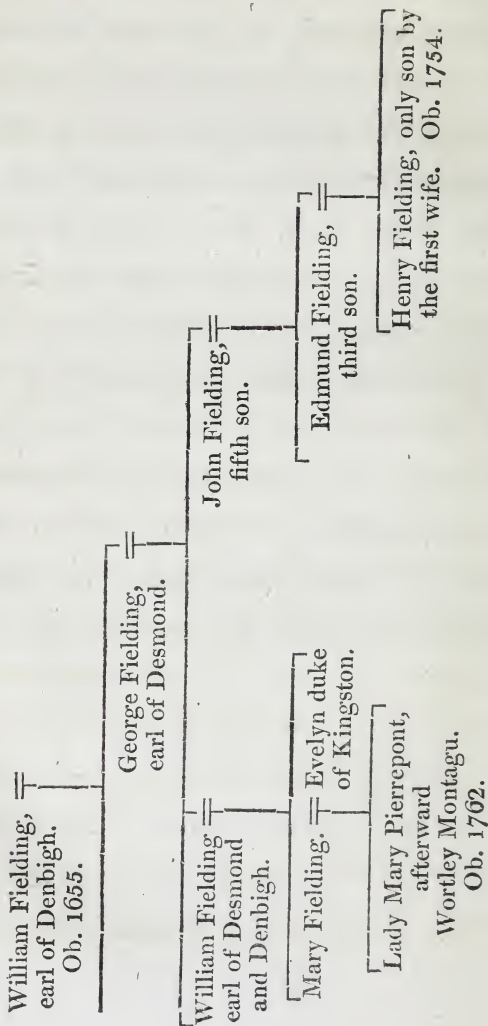 William Fielding,
earl of Denbigh.
Ob. 1655.
George Fielding,
earl of Desmond.
William Fielding
earl of Desmond
and Denbigh.
John Fielding,
fifth son.
Mary Fielding.
Evelyn duke
of Kingston.
Edmund Fielding,
third son.
Lady Mary Pierrepont,
afterward
Wortley Montagu.
Ob. 1762.
Henry Fielding, only son by
the first wife. Ob. 1754.